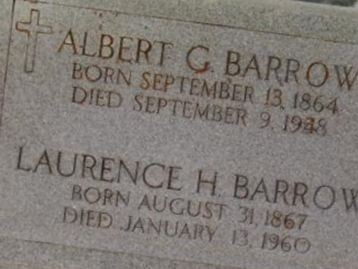 ALBERT G. BARROW
BORN SEPTEMBER 13, 1864
DIED SEPTEMBER 9, 1948
LAURENCE H. BARROW
BORN AUGUST 31, 1867
DIED JANUARY 13, 1960